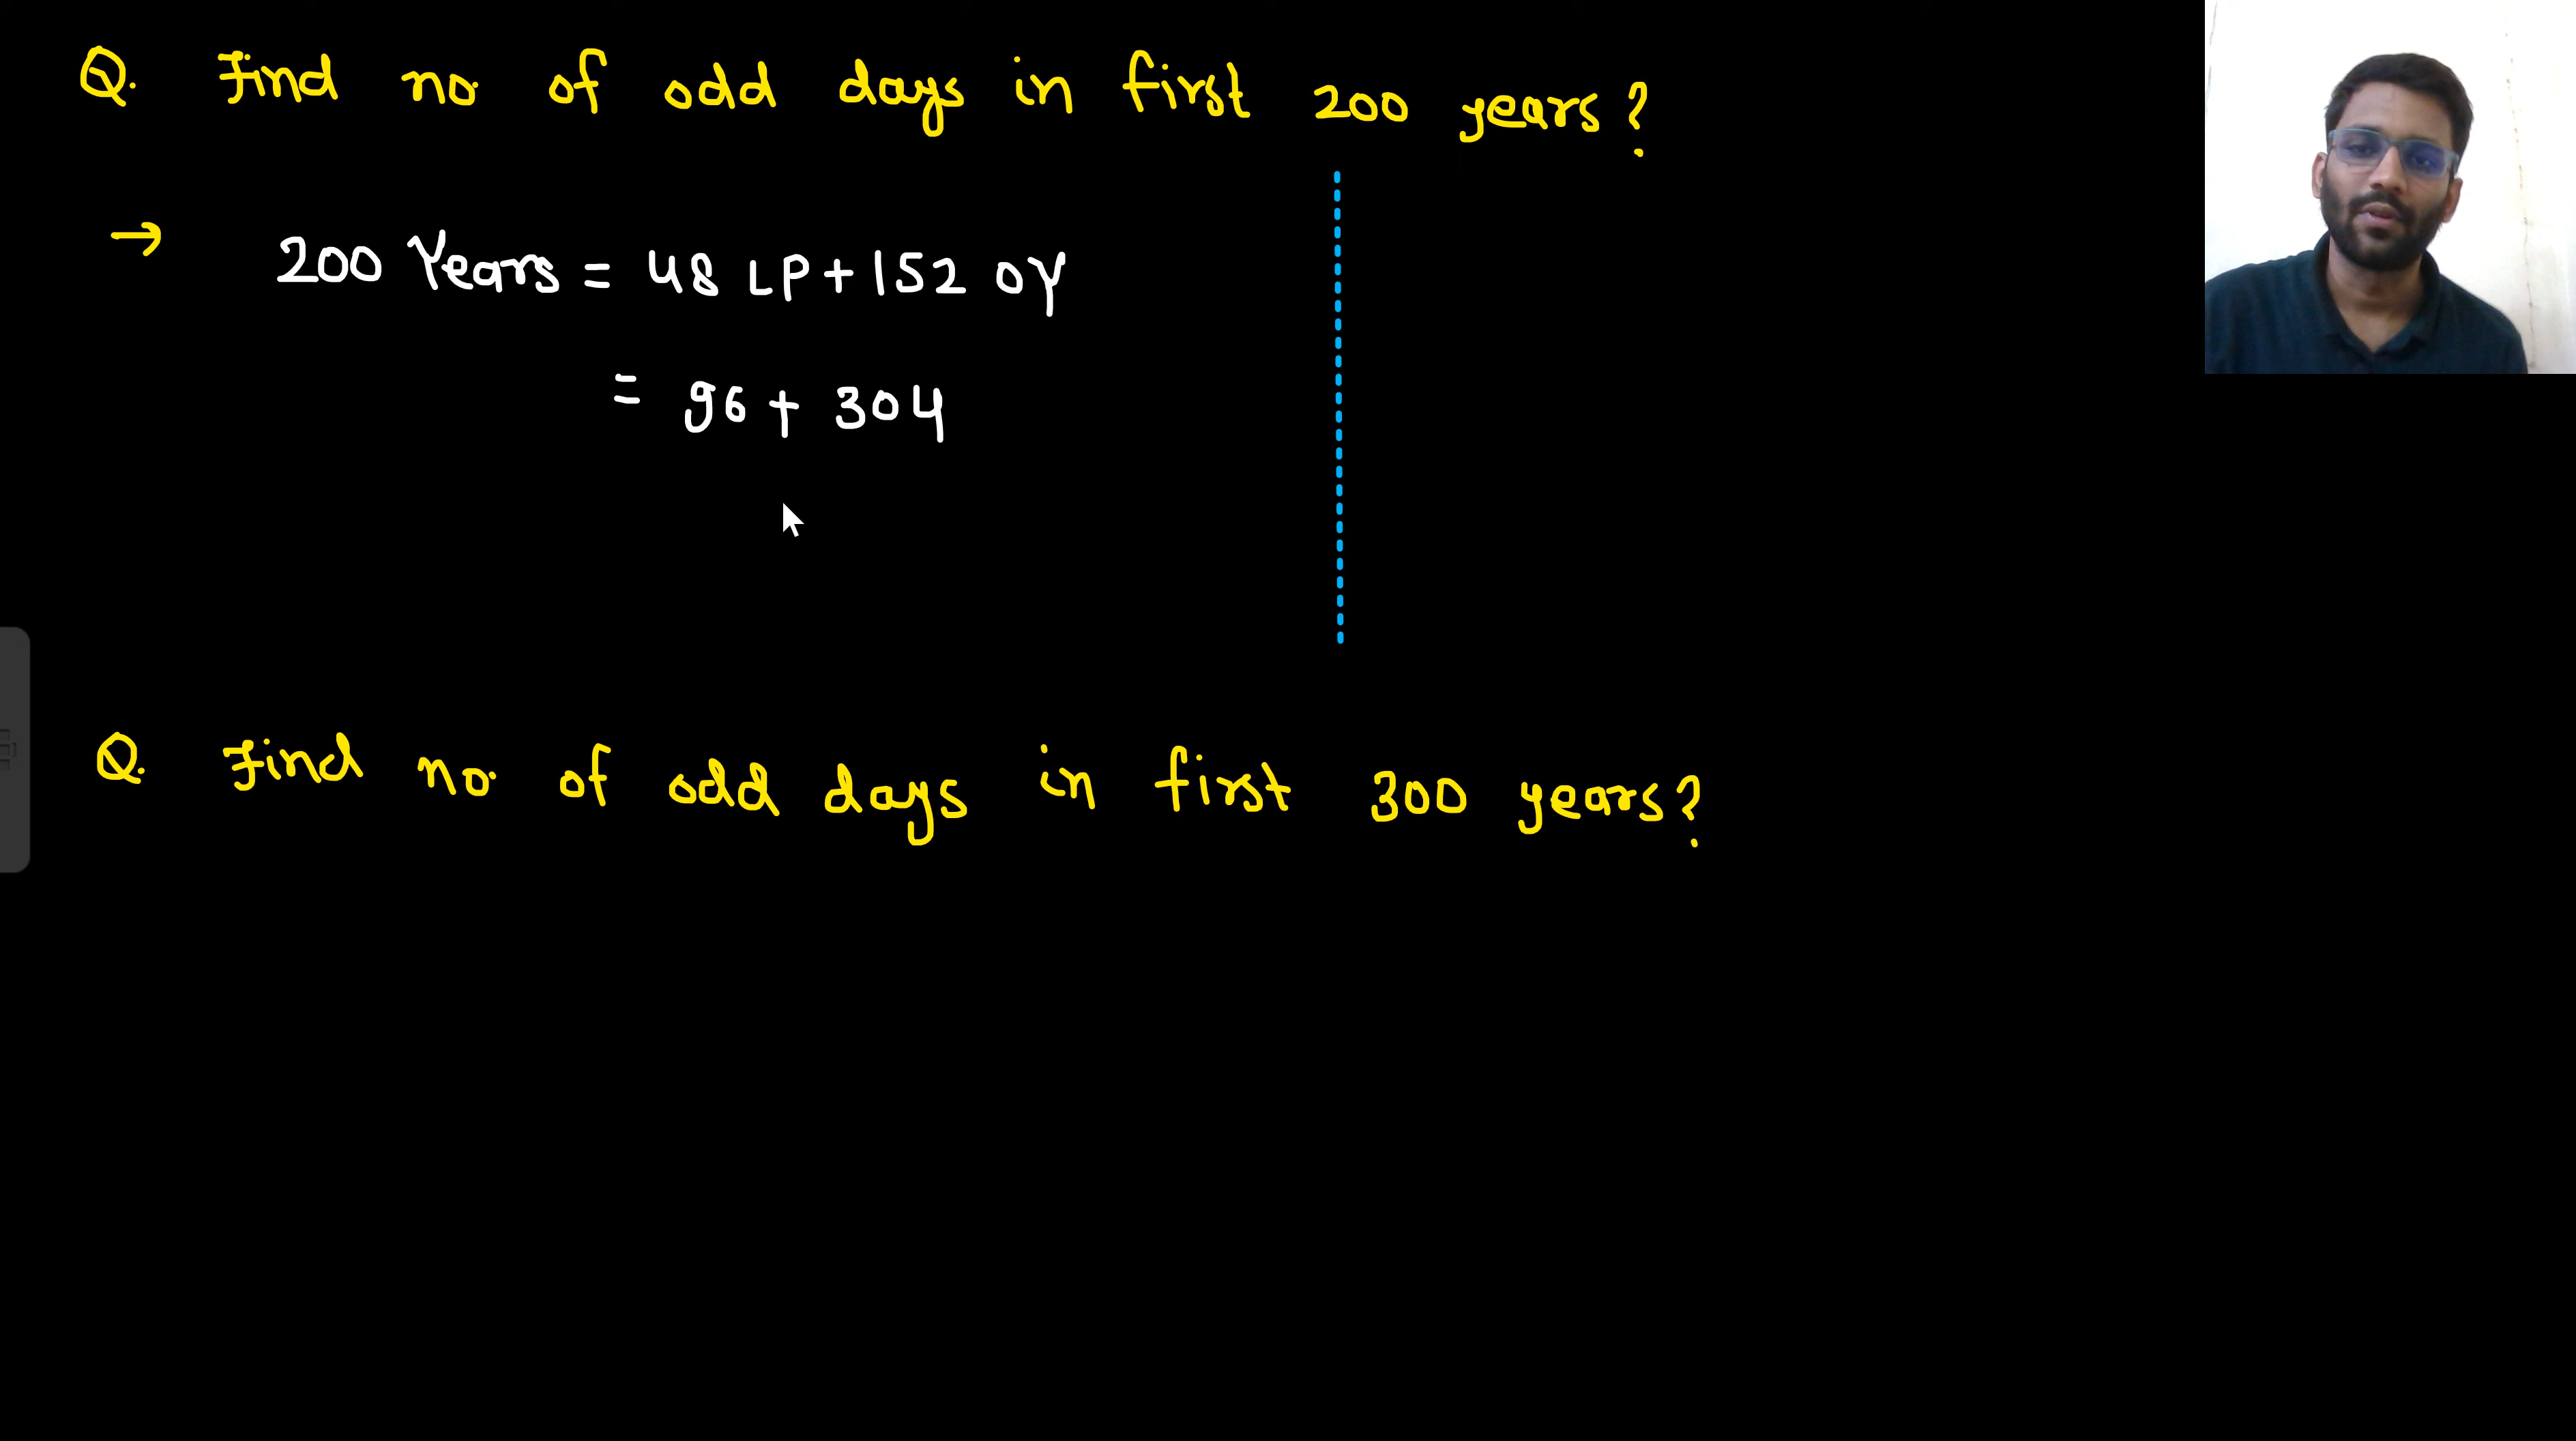 Q. Find no. of odd days in first 200 years?
→ 200 Years = 48 LP + 152 OY
= 96 + 304
Q. Find no. of odd days in first 300 years?